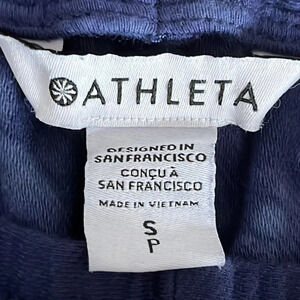 ATHLETA
DESIGNED IN
SAN FRANCISCO
CONÇU À
SAN FRANCISCO
MADE IN VIETNAM
S
P